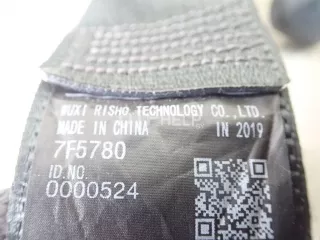 WUXI RISHO TECHNOLOGY CO.,LTD.
MADE IN CHINA IN 2019
7F5780
ID.NO.
0000524